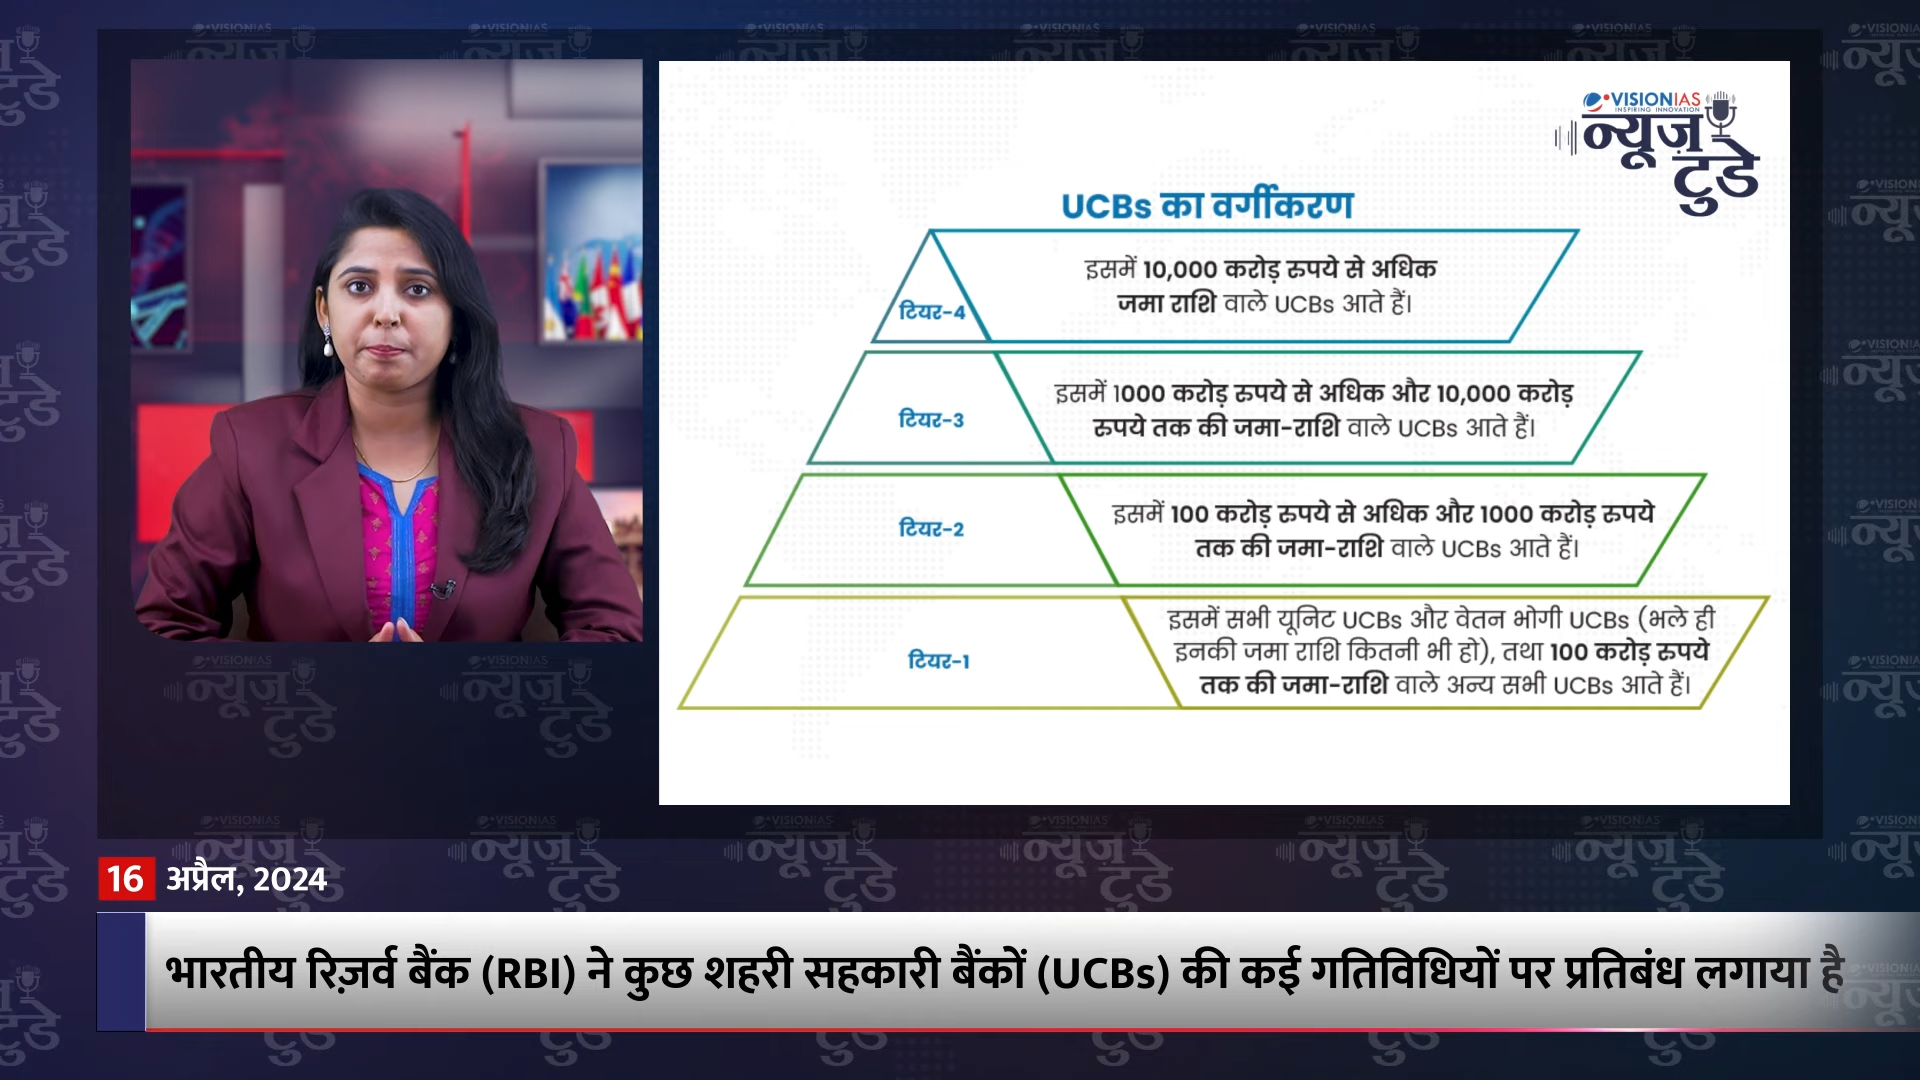 VISIONIAS
INSPIRING INNOVATION
न्यूज़
टुडे
UCBs का वर्गीकरण
इसमें 10,000 करोड़ रुपये से अधिक
जमा राशि वाले UCBs आते हैं।
टियर-4
इसमें 1000 करोड़ रुपये से अधिक और 10,000 करोड़
रुपये तक की जमा-राशि वाले UCBs आते हैं।
टियर-3
इसमें 100 करोड़ रुपये से अधिक और 1000 करोड़ रुपये
तक की जमा-राशि वाले UCBs आते हैं।
टियर-2
इसमें सभी यूनिट UCBs और वेतन भोगी UCBs (भले ही
इनकी जमा राशि कितनी भी हो), तथा 100 करोड़ रुपये
तक की जमा-राशि वाले अन्य सभी UCBs आते हैं।
टियर-1
16 अप्रैल, 2024
भारतीय रिज़र्व बैंक (RBI) ने कुछ शहरी सहकारी बैंकों (UCBs) की कई गतिविधियों पर प्रतिबंध लगाया है